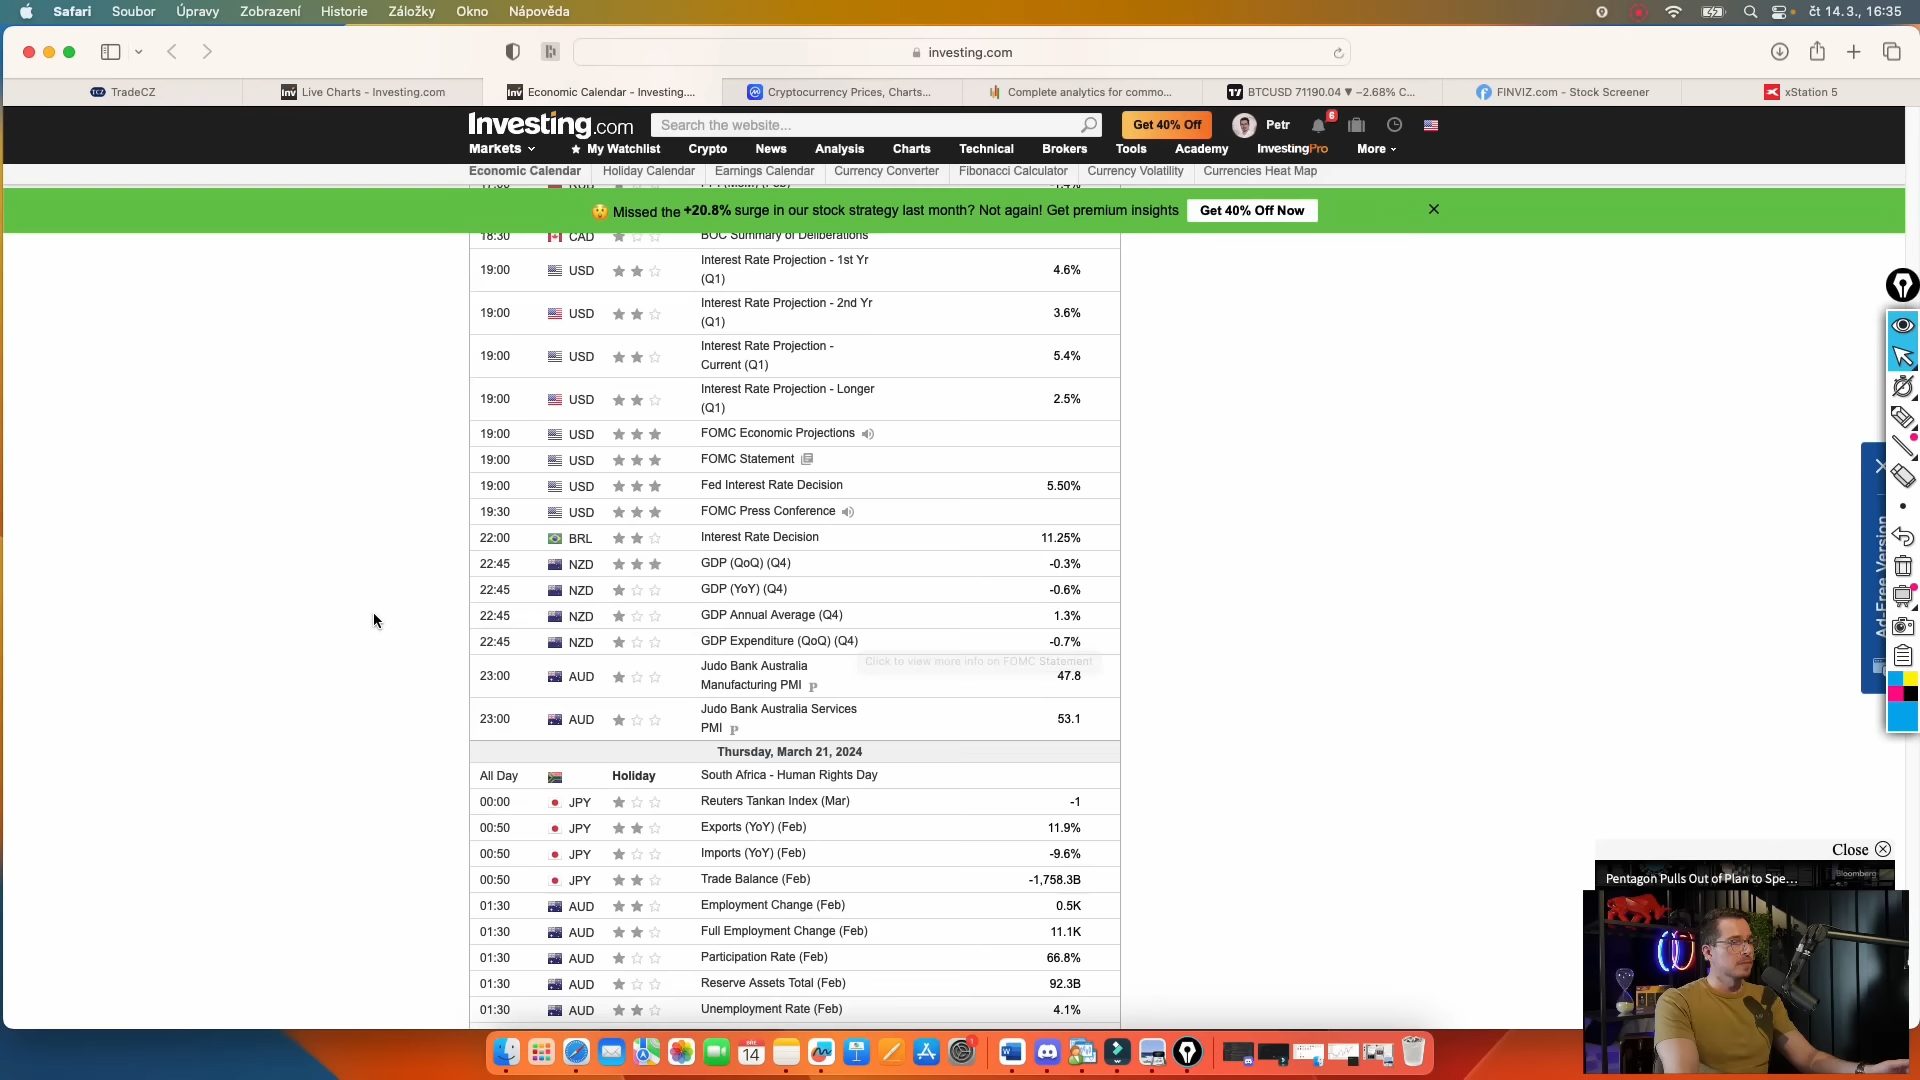 Safari Soubor Úpravy Zobrazení Historie Záložky Okno Nápověda čt 14.3., 16:35
investing.com
TradeCZ Live Charts - Investing.com Economic Calendar - Investing.... Cryptocurrency Prices, Charts... Complete analytics for commo... BTCUSD 71190.04 ▼ −2.68% C... FINVIZ.com - Stock Screener xStation 5
Investing.com Search the website... Get 40% Off Petr 6
Markets My Watchlist Crypto News Analysis Charts Technical Brokers Tools Academy InvestingPro More
Economic Calendar Holiday Calendar Earnings Calendar Currency Converter Fibonacci Calculator Currency Volatility Currencies Heat Map
Missed the +20.8% surge in our stock strategy last month? Not again! Get premium insights Get 40% Off Now
18:30 CAD BOC Summary of Deliberations
19:00 USD Interest Rate Projection - 1st Yr (Q1) 4.6%
19:00 USD Interest Rate Projection - 2nd Yr (Q1) 3.6%
19:00 USD Interest Rate Projection - Current (Q1) 5.4%
19:00 USD Interest Rate Projection - Longer (Q1) 2.5%
19:00 USD FOMC Economic Projections
19:00 USD FOMC Statement
19:00 USD Fed Interest Rate Decision 5.50%
19:30 USD FOMC Press Conference
22:00 BRL Interest Rate Decision 11.25%
22:45 NZD GDP (QoQ) (Q4) -0.3%
22:45 NZD GDP (YoY) (Q4) -0.6%
22:45 NZD GDP Annual Average (Q4) 1.3%
22:45 NZD GDP Expenditure (QoQ) (Q4) -0.7%
Click to view more info on FOMC Statement
23:00 AUD Judo Bank Australia Manufacturing PMI P 47.8
23:00 AUD Judo Bank Australia Services PMI P 53.1
Thursday, March 21, 2024
All Day Holiday South Africa - Human Rights Day
00:00 JPY Reuters Tankan Index (Mar) -1
00:50 JPY Exports (YoY) (Feb) 11.9%
00:50 JPY Imports (YoY) (Feb) -9.6%
00:50 JPY Trade Balance (Feb) -1,758.3B
01:30 AUD Employment Change (Feb) 0.5K
01:30 AUD Full Employment Change (Feb) 11.1K
01:30 AUD Participation Rate (Feb) 66.8%
01:30 AUD Reserve Assets Total (Feb) 92.3B
01:30 AUD Unemployment Rate (Feb) 4.1%
Ad-Free Version
Close
Pentagon Pulls Out of Plan to Spe... Bloomberg
14